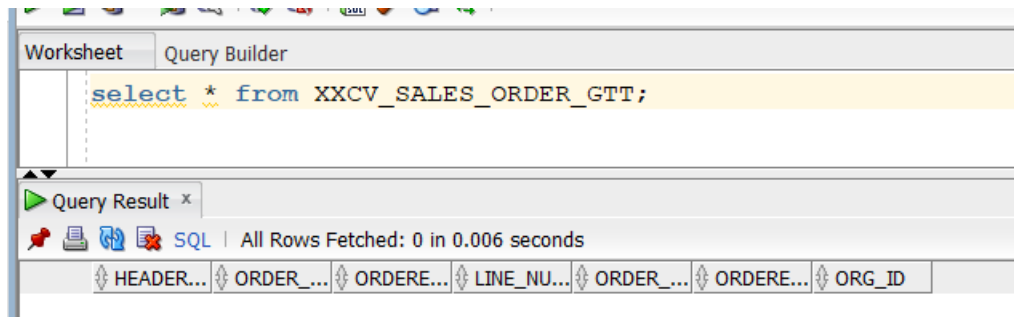 Worksheet Query Builder
select * from XXCV_SALES_ORDER_GTT;
Query Result x
SQL | All Rows Fetched: 0 in 0.006 seconds
HEADER... ORDER_... ORDERE... LINE_NU... ORDER_... ORDERE... ORG_ID